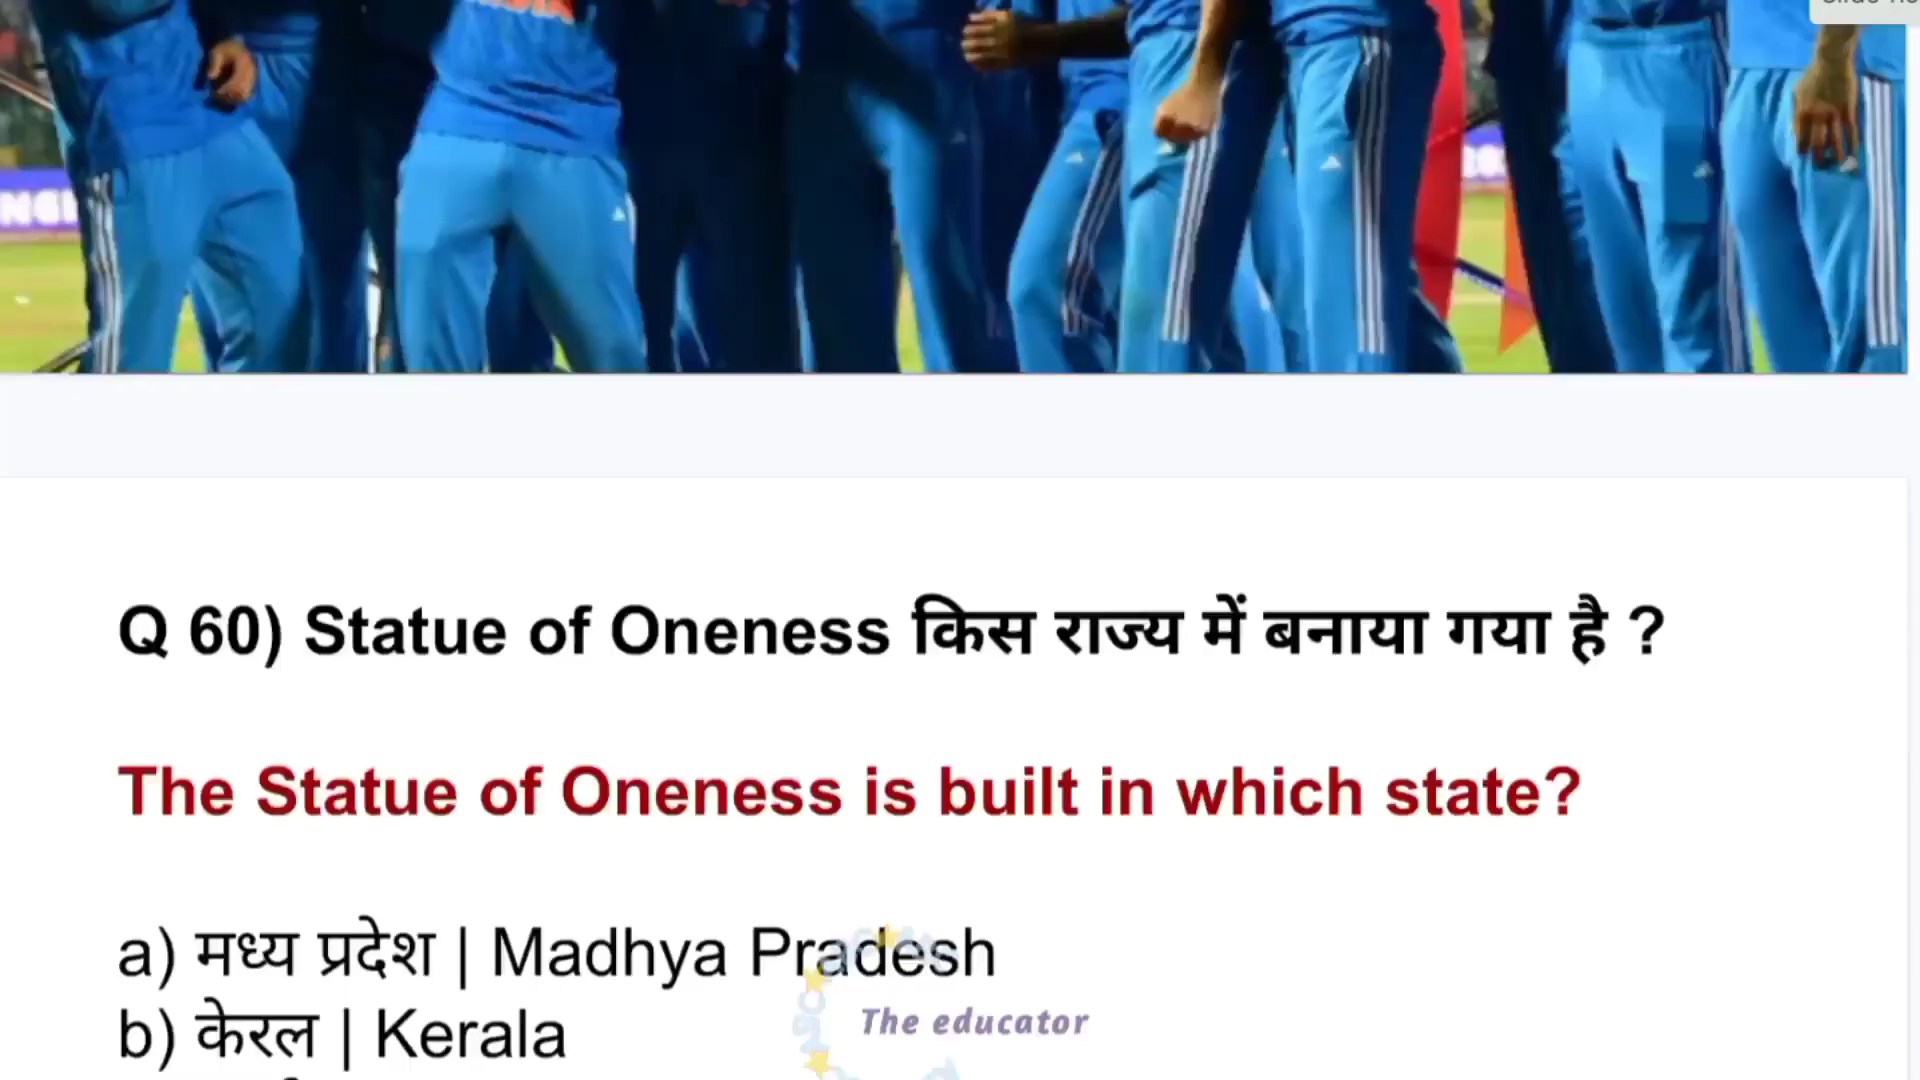 Q 60) Statue of Oneness किस राज्य में बनाया गया है ?
The Statue of Oneness is built in which state?
a) मध्य प्रदेश | Madhya Pradesh
b) केरल | Kerala
The educator